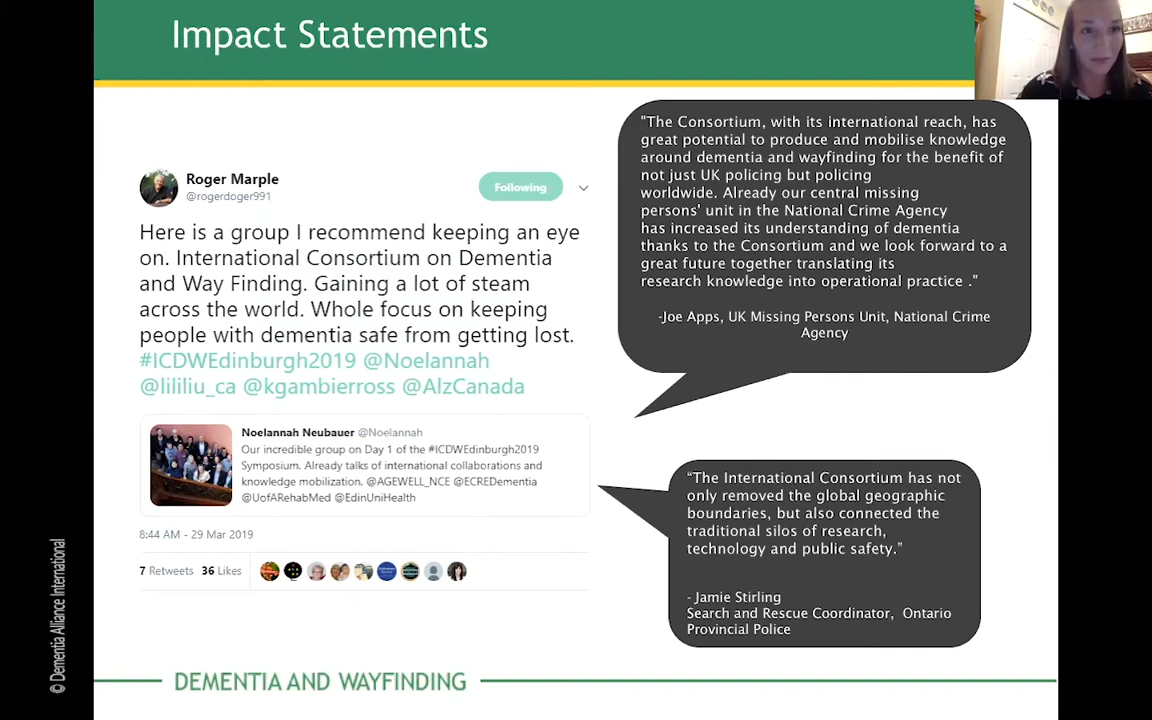 Impact Statements
Roger Marple
@rogerdoger991
Following
Here is a group I recommend keeping an eye
on. International Consortium on Dementia
and Way Finding. Gaining a lot of steam
across the world. Whole focus on keeping
people with dementia safe from getting lost.
#ICDWEdinburgh2019 @Noelannah
@lililiu_ca @kgambierross @AlzCanada
Noelannah Neubauer @Noelannah
Our incredible group on Day 1 of the #ICDWEdinburgh2019
Symposium. Already talks of international collaborations and
knowledge mobilization. @AGEWELL_NCE @ECREDementia
@UofARehabMed @EdinUniHealth
8:44 AM - 29 Mar 2019
7 Retweets 36 Likes
"The Consortium, with its international reach, has
great potential to produce and mobilise knowledge
around dementia and wayfinding for the benefit of
not just UK policing but policing
worldwide. Already our central missing
persons' unit in the National Crime Agency
has increased its understanding of dementia
thanks to the Consortium and we look forward to a
great future together translating its
research knowledge into operational practice ."
-Joe Apps, UK Missing Persons Unit, National Crime
Agency
“The International Consortium has not
only removed the global geographic
boundaries, but also connected the
traditional silos of research,
technology and public safety.”
- Jamie Stirling
Search and Rescue Coordinator, Ontario
Provincial Police
DEMENTIA AND WAYFINDING
© Dementia Alliance International